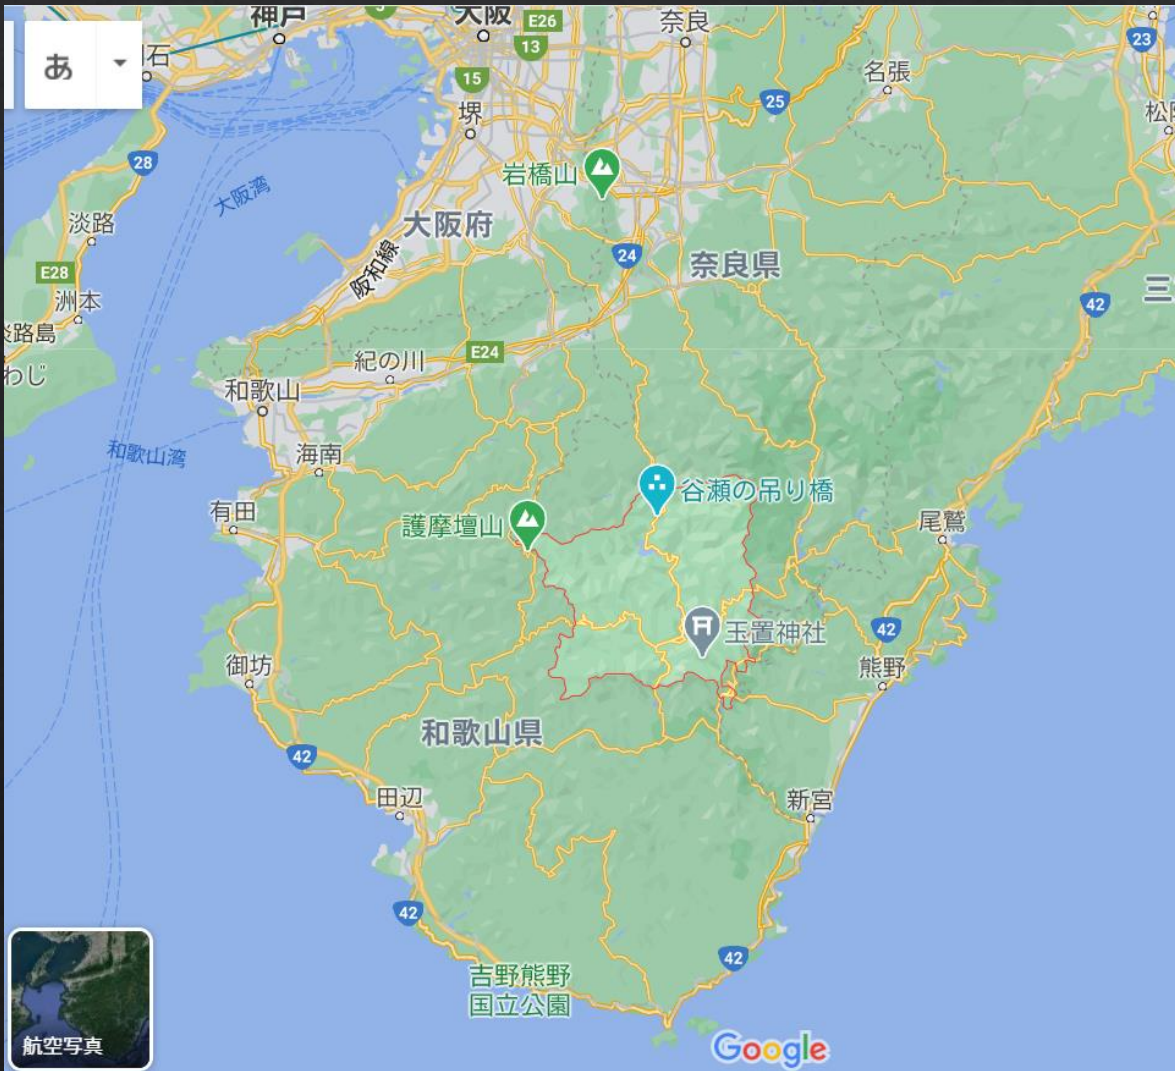 神戸
大阪
E26
奈良
13
23
あ
石
15
25
名張
堺
松
28
岩橋山
大阪湾
淡路
大阪府
阪和線
24
奈良県
E28
洲本
42
三
淡路島
わじ
E24
紀の川
和歌山
和歌山湾
海南
谷瀬の吊り橋
有田
護摩壇山
尾鷲
玉置神社
42
御坊
熊野
和歌山県
42
田辺
新宮
42
42
吉野熊野
国立公園
航空写真
Google